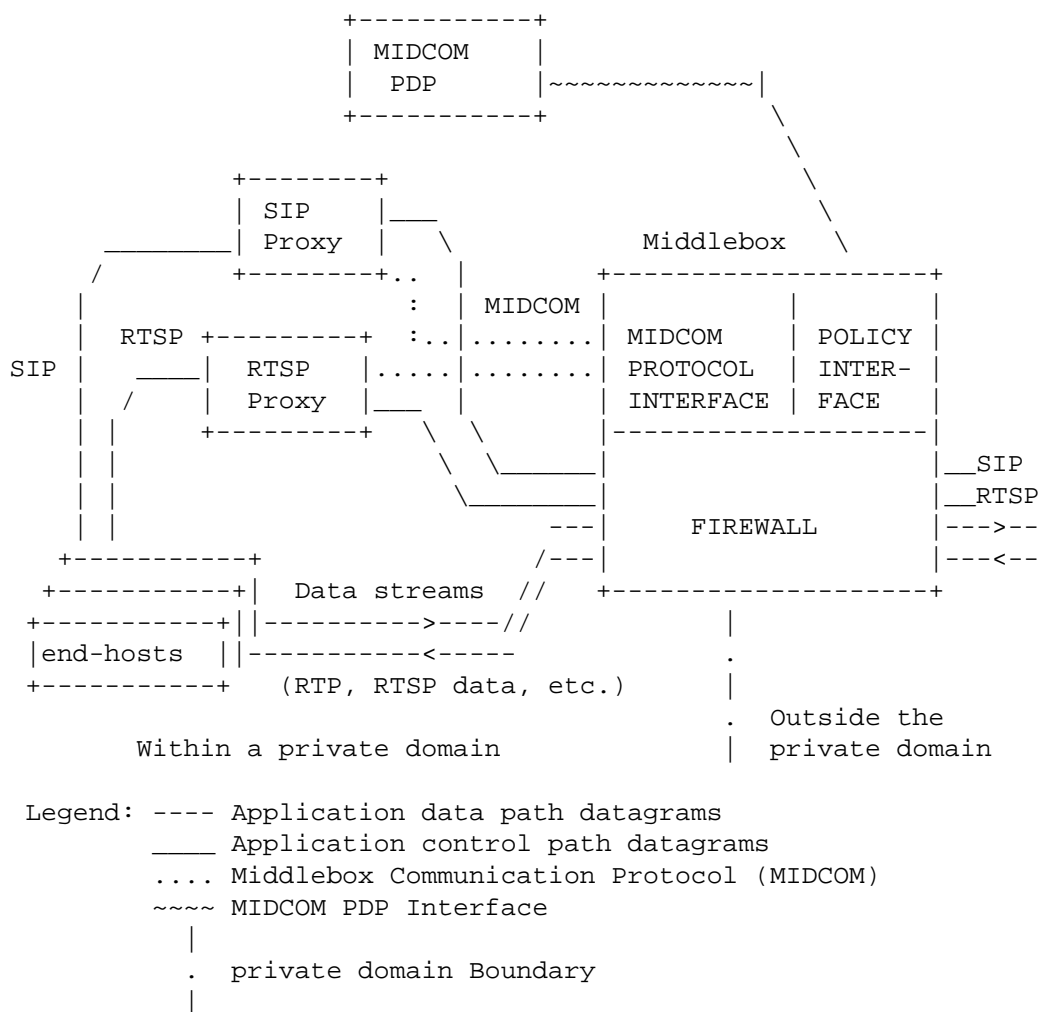 MIDCOM
PDP
SIP
Proxy
Middlebox
MIDCOM
RTSP
MIDCOM POLICY
SIP
RTSP
PROTOCOL INTER-
Proxy
INTERFACE FACE
SIP
RTSP
FIREWALL
Data streams
end-hosts
(RTP, RTSP data, etc.)
Outside the
Within a private domain
private domain
Legend: ---- Application data path datagrams
____ Application control path datagrams
.... Middlebox Communication Protocol (MIDCOM)
~~~~ MIDCOM PDP Interface
private domain Boundary